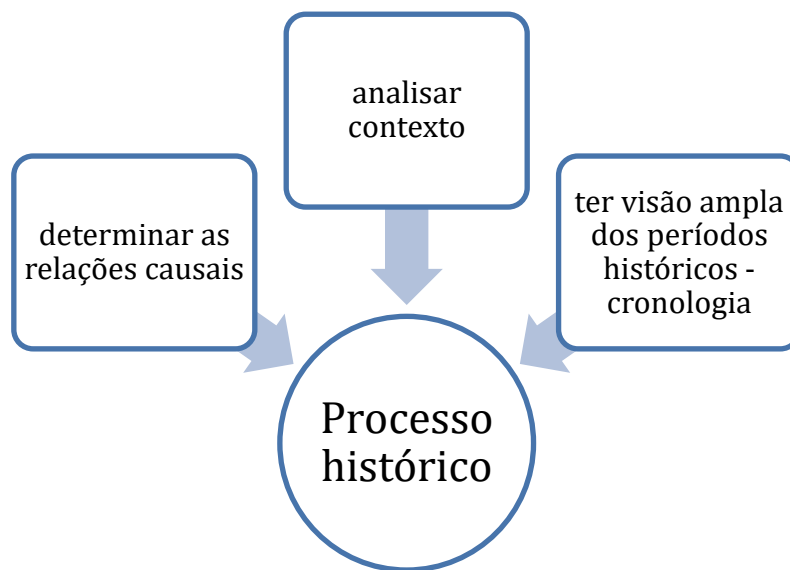 analisar
contexto
determinar as
relações causais
ter visão ampla
dos períodos
históricos -
cronologia
Processo
histórico